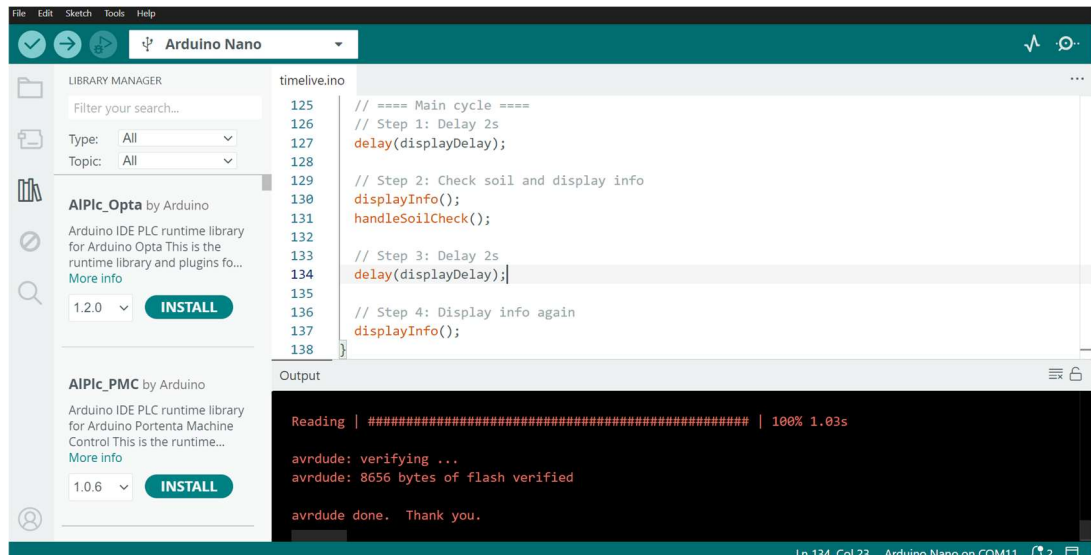 File Edit Sketch Tools Help
Arduino Nano
LIBRARY MANAGER
Filter your search...
Type: All
Topic: All
AlPlc_Opta by Arduino
Arduino IDE PLC runtime library
for Arduino Opta This is the
runtime library and plugins fo...
More info
1.2.0 INSTALL
AlPlc_PMC by Arduino
Arduino IDE PLC runtime library
for Arduino Portenta Machine
Control This is the runtime...
More info
1.0.6 INSTALL
timelive.ino
125 // ==== Main cycle ====
126 // Step 1: Delay 2s
127 delay(displayDelay);
128
129 // Step 2: Check soil and display info
130 displayInfo();
131 handleSoilCheck();
132
133 // Step 3: Delay 2s
134 delay(displayDelay);
135
136 // Step 4: Display info again
137 displayInfo();
138 }
Output
Reading | ################################################## | 100% 1.03s
avrdude: verifying ...
avrdude: 8656 bytes of flash verified
avrdude done. Thank you.
Ln 134, Col 23 Arduino Nano on COM11 2